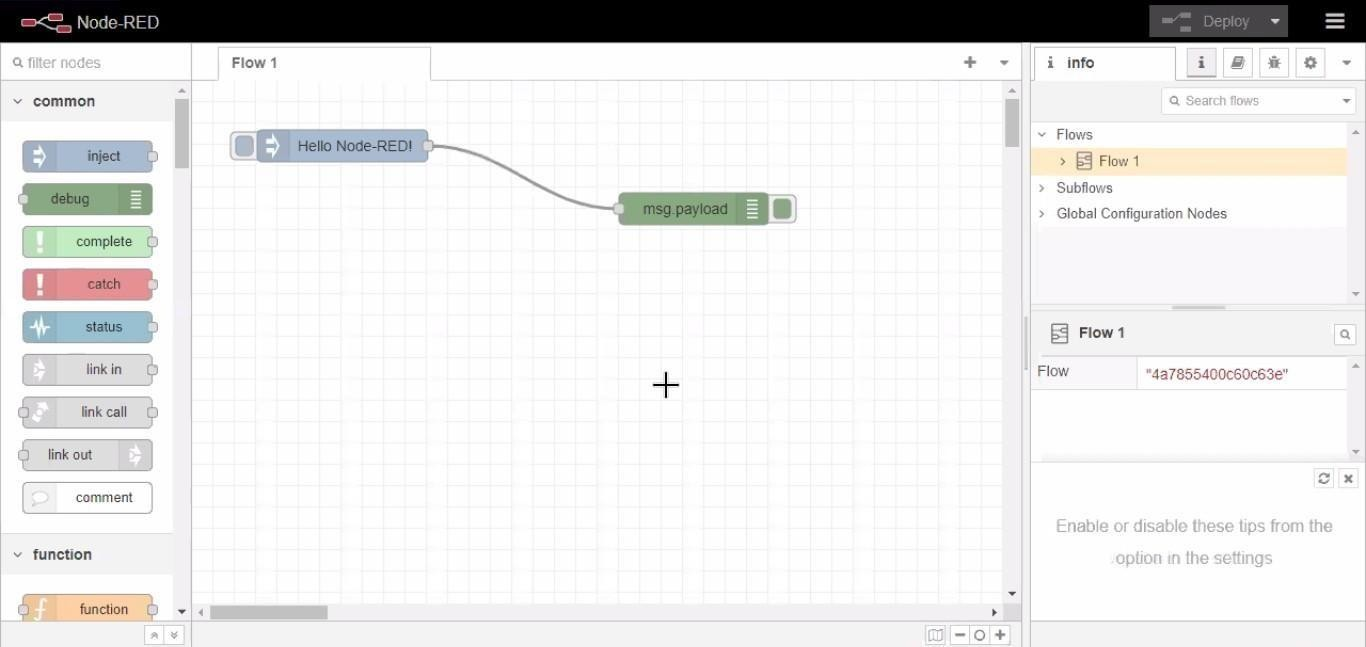 Node-RED
Deploy
filter nodes
Flow 1
info
common
Search flows
Hello Node-RED!
Flows
inject
Flow 1
Subflows
debug
msg.payload
Global Configuration Nodes
complete
catch
status
Flow 1
link in
Flow
"4a7855400c60c63e"
link call
link out
comment
Enable or disable these tips from the
option in the settings
function
function